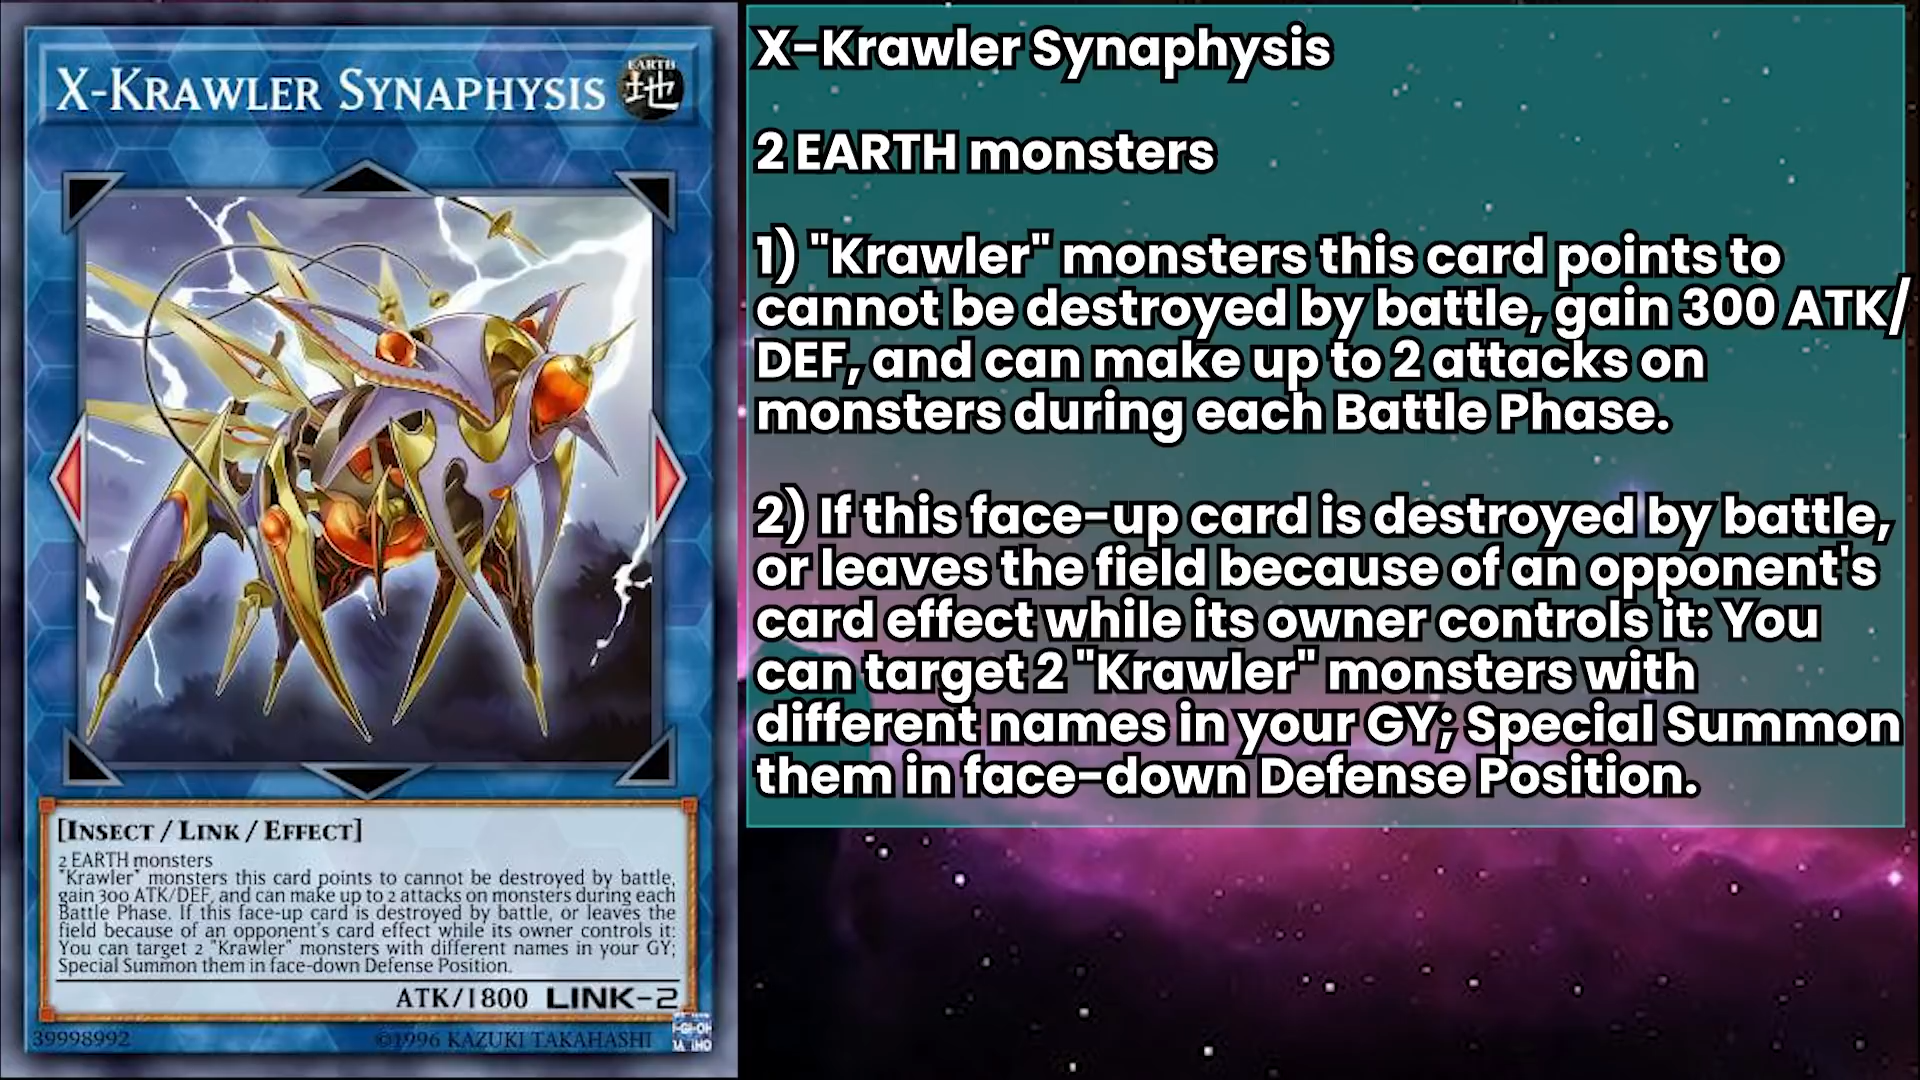 X-Krawler Synaphysis
EARTH
地
[Insect / Link / Effect]
2 EARTH monsters
"Krawler" monsters this card points to cannot be destroyed by battle,
gain 300 ATK/DEF, and can make up to 2 attacks on monsters during each
Battle Phase. If this face-up card is destroyed by battle, or leaves the
field because of an opponent's card effect while its owner controls it:
You can target 2 "Krawler" monsters with different names in your GY;
Special Summon them in face-down Defense Position.
ATK/1800 LINK-2
39998992
©1996 KAZUKI TAKAHASHI
X-Krawler Synaphysis
2 EARTH monsters
1) "Krawler" monsters this card points to
cannot be destroyed by battle, gain 300 ATK/
DEF, and can make up to 2 attacks on
monsters during each Battle Phase.
2) If this face-up card is destroyed by battle,
or leaves the field because of an opponent's
card effect while its owner controls it: You
can target 2 "Krawler" monsters with
different names in your GY; Special Summon
them in face-down Defense Position.